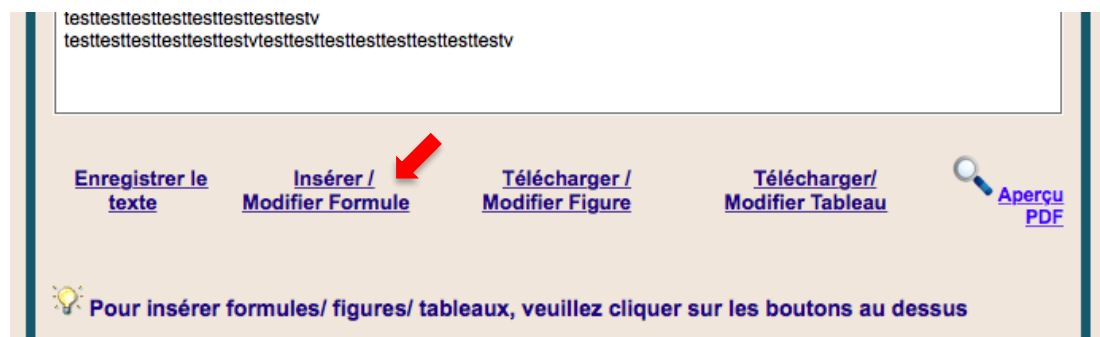 testtesttesttesttesttesttesttestv
testtesttesttesttesttestvtesttesttesttesttesttesttesttestv
Enregistrer le
texte
Insérer /
Modifier Formule
Télécharger /
Modifier Figure
Télécharger/
Modifier Tableau
Aperçu
PDF
Pour insérer formules/ figures/ tableaux, veuillez cliquer sur les boutons au dessus